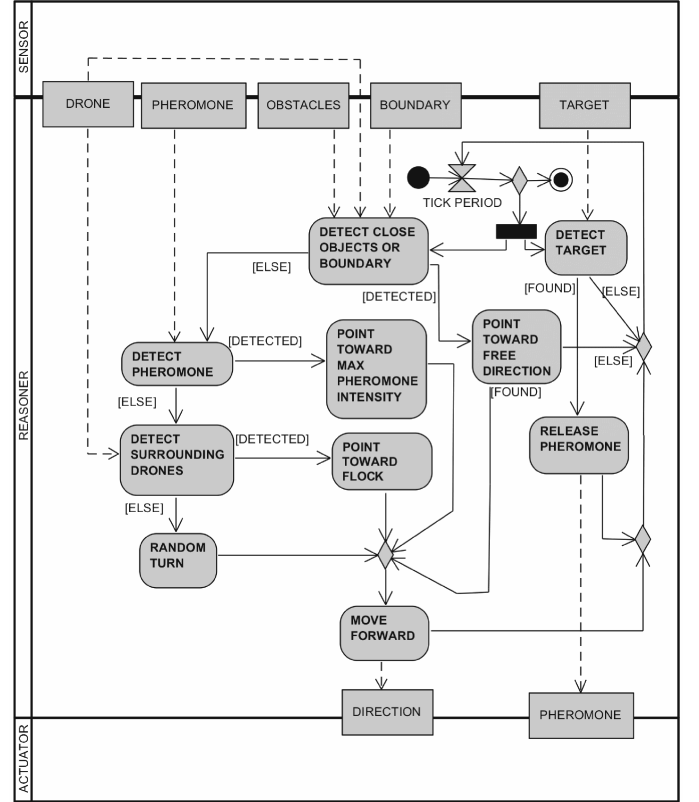 SENSOR
DRONE
PHEROMONE
OBSTACLES
BOUNDARY
TARGET
TICK PERIOD
DETECT CLOSE
OBJECTS OR
BOUNDARY
DETECT
TARGET
[ELSE]
[DETECTED]
[FOUND]
[ELSE]
REASONER
DETECT
PHEROMONE
[DETECTED]
POINT
TOWARD
MAX
PHEROMONE
INTENSITY
POINT
TOWARD
FREE
DIRECTION
[ELSE]
[FOUND]
[ELSE]
DETECT
SURROUNDING
DRONES
[DETECTED]
POINT
TOWARD
FLOCK
RELEASE
PHEROMONE
[ELSE]
RANDOM
TURN
MOVE
FORWARD
DIRECTION
PHEROMONE
ACTUATOR